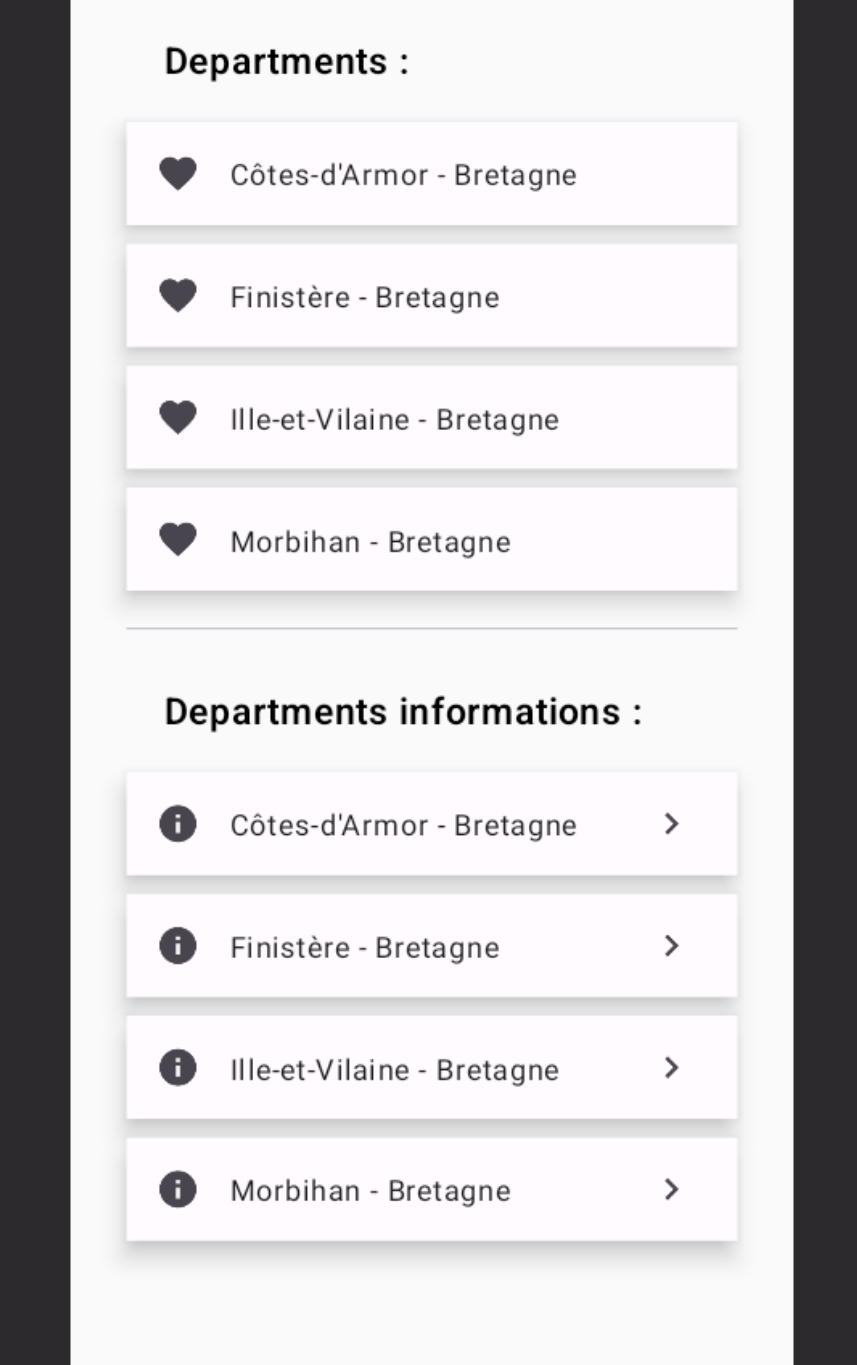 Departments :
Côtes-d'Armor - Bretagne
Finistère - Bretagne
Ille-et-Vilaine - Bretagne
Morbihan - Bretagne
Departments informations :
Côtes-d'Armor - Bretagne
Finistère - Bretagne
Ille-et-Vilaine - Bretagne
Morbihan - Bretagne